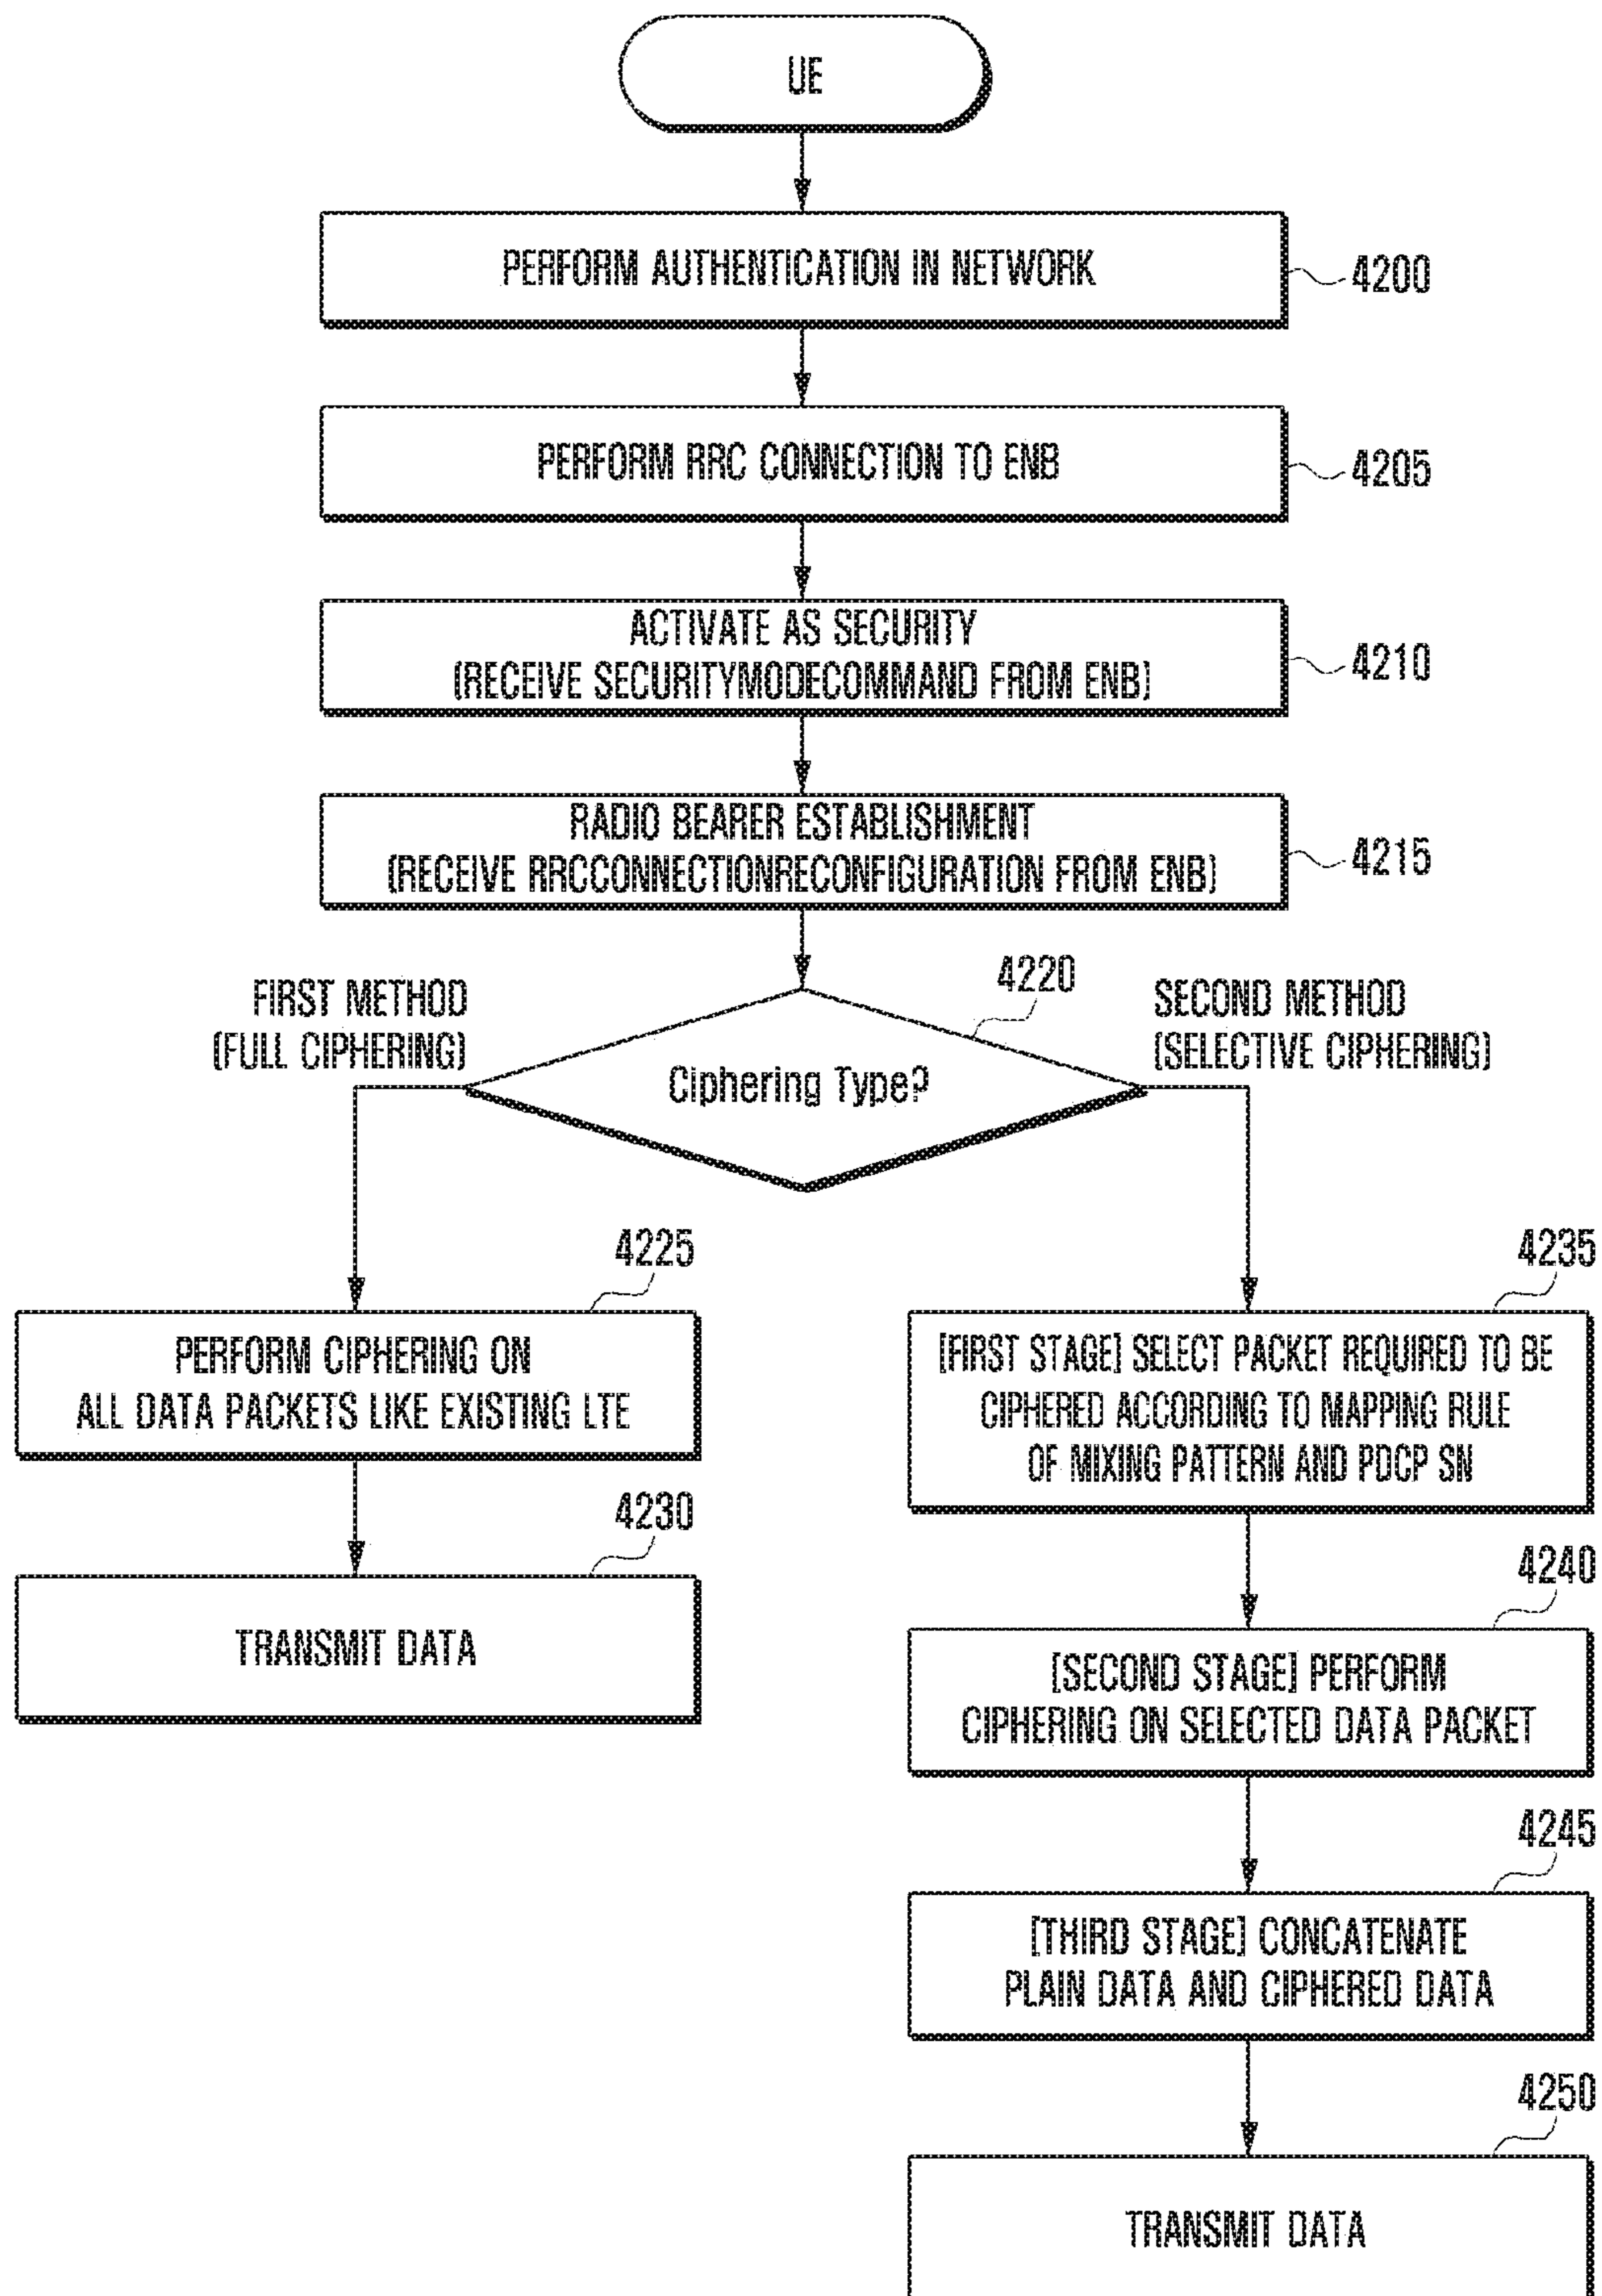 UE
PERFORM AUTHENTICATION IN NETWORK
4200
PERFORM RRC CONNECTION TO ENB
4205
ACTIVATE AS SECURITY
(RECEIVE SECURITYMODECOMMAND FROM ENB)
4210
RADIO BEARER ESTABLISHMENT
(RECEIVE RRCCONNECTIONRECONFIGURATION FROM ENB)
4215
4220
FIRST METHOD
(FULL CIPHERING)
SECOND METHOD
(SELECTIVE CIPHERING)
Ciphering Type?
4225
PERFORM CIPHERING ON
ALL DATA PACKETS LIKE EXISTING LTE
4230
TRANSMIT DATA
4235
[FIRST STAGE] SELECT PACKET REQUIRED TO BE
CIPHERED ACCORDING TO MAPPING RULE
OF MIXING PATTERN AND PDCP SN
4240
[SECOND STAGE] PERFORM
CIPHERING ON SELECTED DATA PACKET
4245
[THIRD STAGE] CONCATENATE
PLAIN DATA AND CIPHERED DATA
4250
TRANSMIT DATA